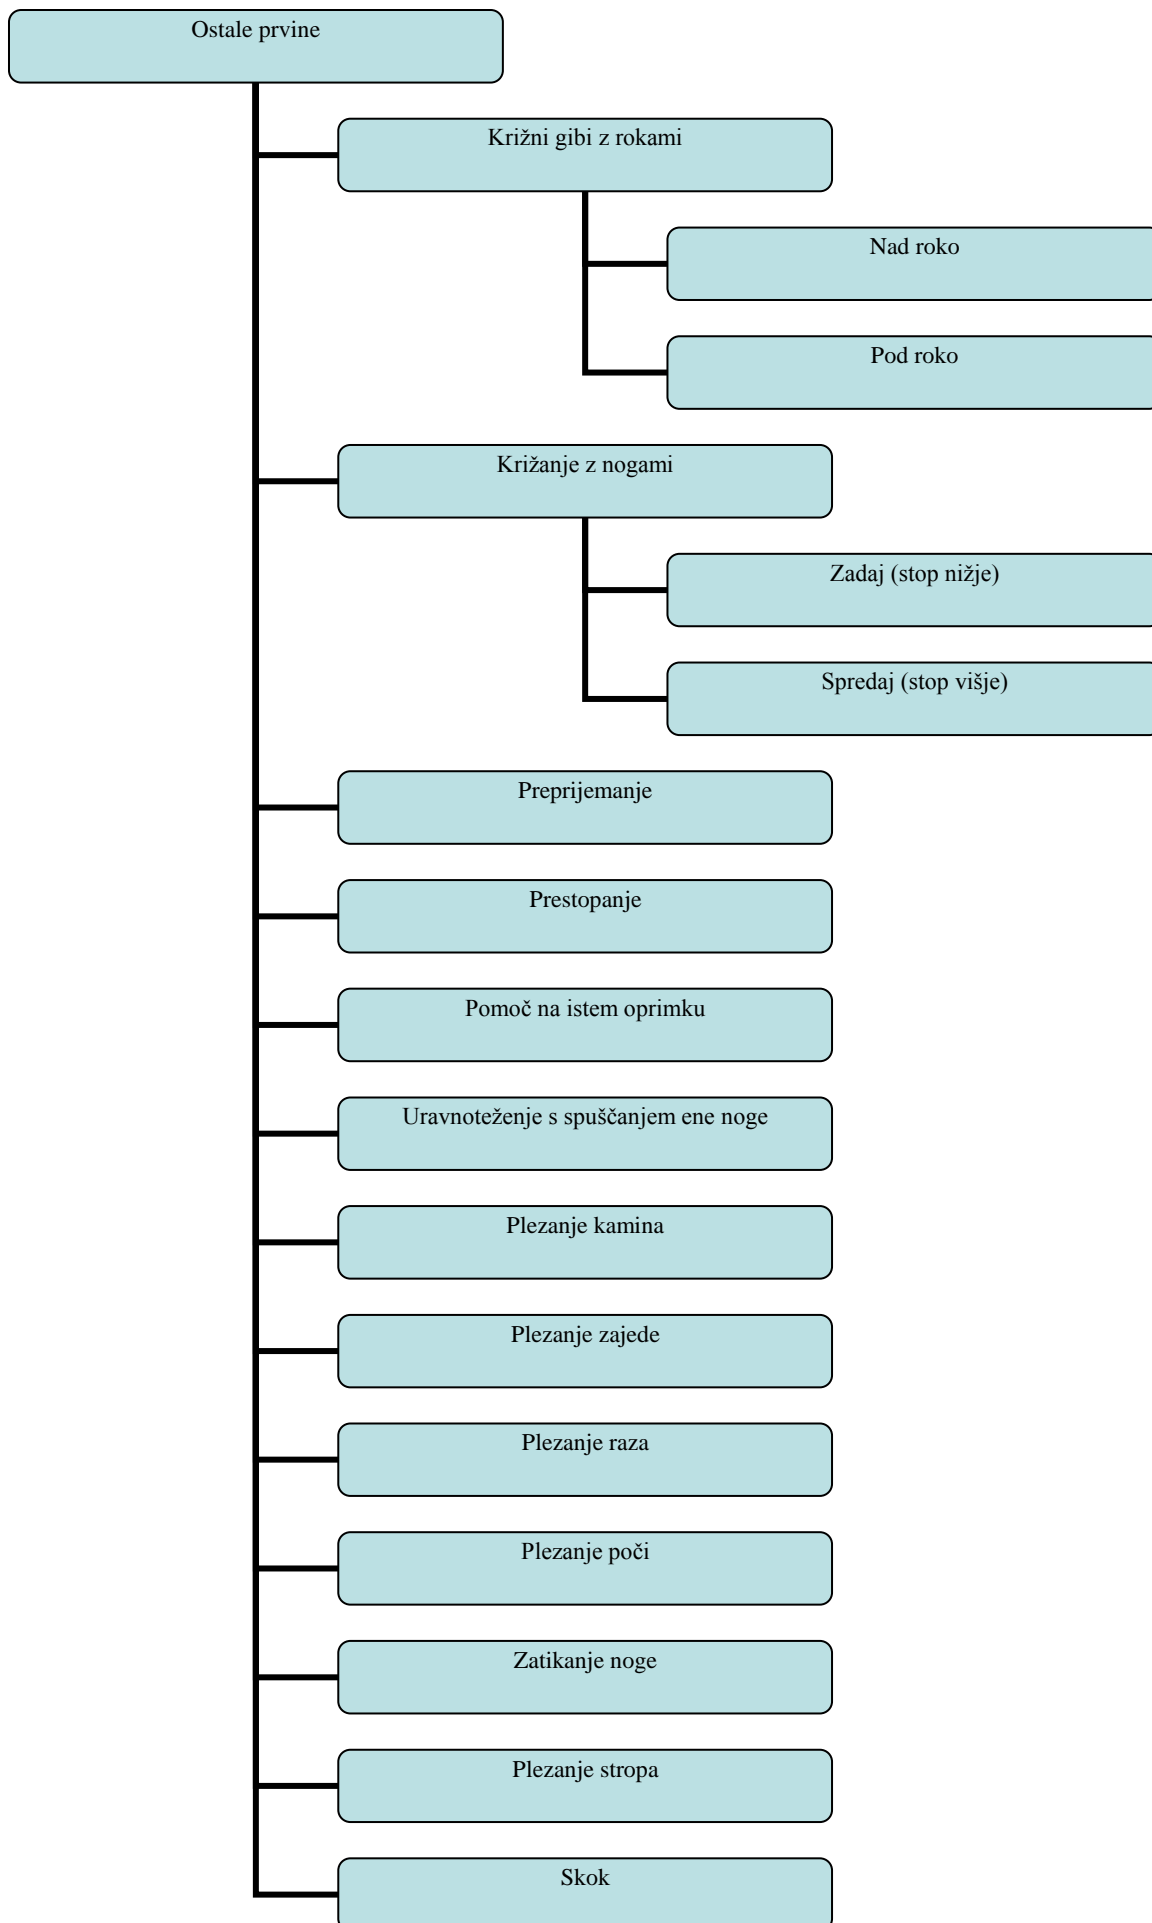 Ostale prvine
Križni gibi z rokami
Nad roko
Pod roko
Križanje z nogami
Zadaj (stop nižje)
Spredaj (stop višje)
Preprijemanje
Prestopanje
Pomoč na istem oprimku
Uravnoteženje s spuščanjem ene noge
Plezanje kamina
Plezanje zajede
Plezanje raza
Plezanje poči
Zatikanje noge
Plezanje stropa
Skok